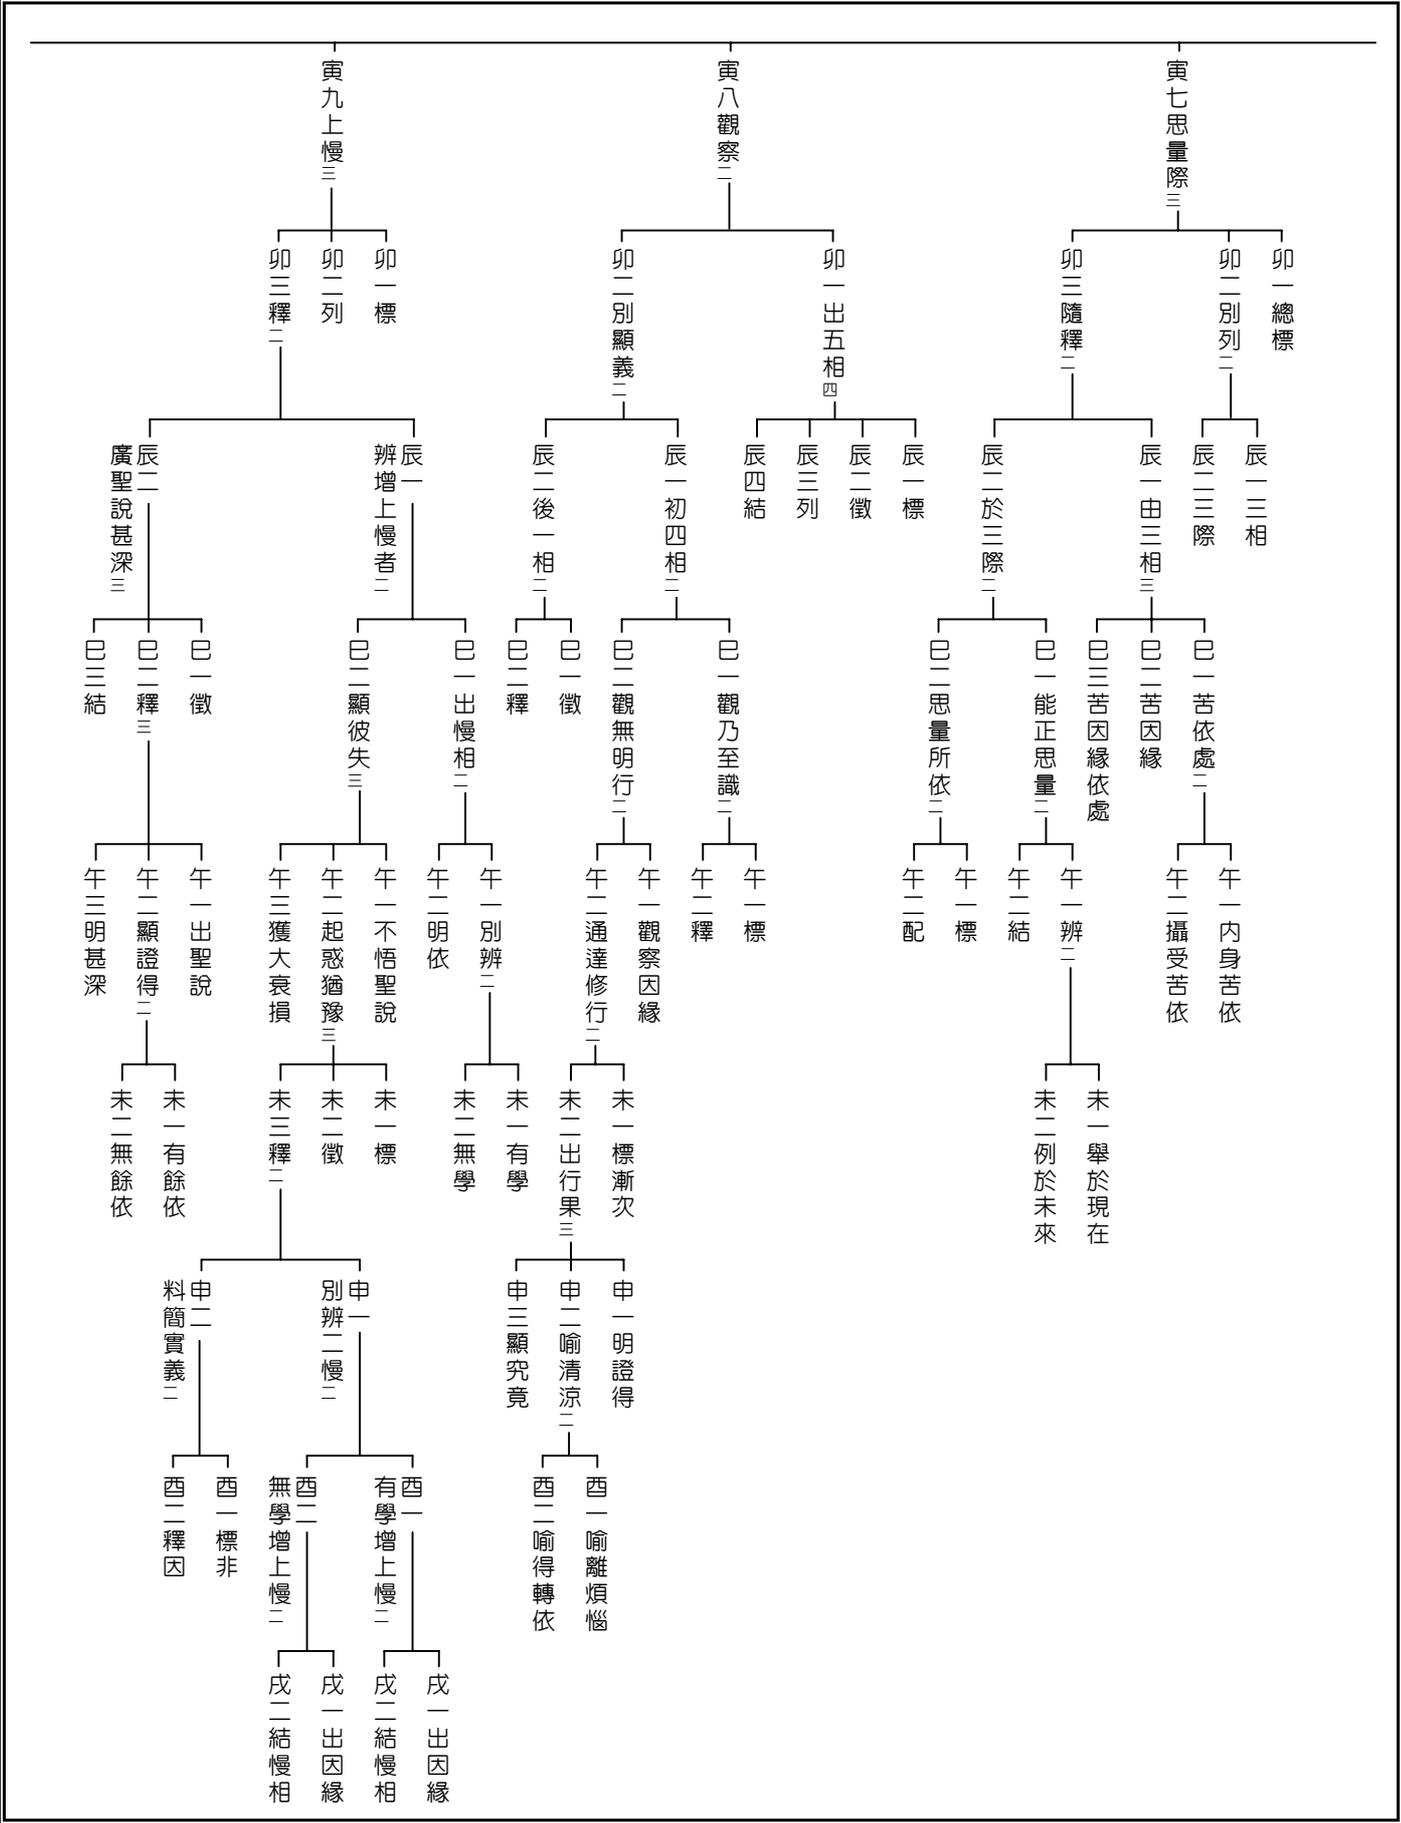 寅七思量際三
卯一總標
卯二別列二
辰一三相
辰二三際
卯三隨釋二
辰一由三相三
巳一苦依處二
午一內身苦依
午二攝受苦依
巳二苦因緣
巳三苦因緣依處
辰二於三際二
巳一能正思量二
午一辨二
未一舉於現在
未二例於未來
午二結
巳二思量所依二
午一標
午二配
寅八觀察二
卯一出五相四
辰一標
辰二徵
辰三列
辰四結
卯二別顯義二
辰一初四相二
巳一觀乃至識二
午一標
午二釋
巳二觀無明行二
午一觀察因緣
午二通達修行二
未一標漸次
未二出行果三
申一明證得
申二喻清涼二
酉一喻離煩惱
酉二喻得轉依
申三顯究竟
辰二後一相二
巳一徵
巳二釋
寅九上慢三
卯一標
卯二列
卯三釋二
辰一
辨增上慢者二
巳一出慢相二
午一別辨二
未一有學
未二無學
午二明依
巳二顯彼失三
午一不悟聖說
午二起惑猶豫三
未一標
未二徵
未三釋二
申一
別辨二慢二
酉一
有學增上慢二
戌一出因緣
戌二結慢相
酉二
無學增上慢二
戌一出因緣
戌二結慢相
申二
料簡實義二
酉一標非
酉二釋因
午三獲大衰損
辰二
廣聖說甚深三
巳一徵
巳二釋三
午一出聖說
午二顯證得二
未一有餘依
未二無餘依
午三明甚深
巳三結